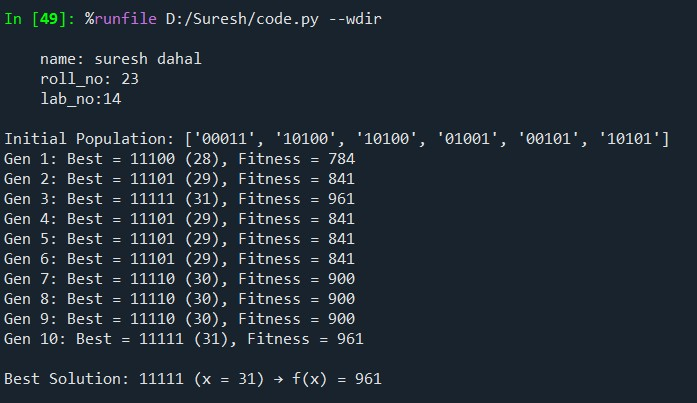 In [49]: %runfile D:/Suresh/code.py --wdir
name: suresh dahal
roll_no: 23
lab_no:14
Initial Population: ['00011', '10100', '10100', '01001', '00101', '10101']
Gen 1: Best = 11100 (28), Fitness = 784
Gen 2: Best = 11101 (29), Fitness = 841
Gen 3: Best = 11111 (31), Fitness = 961
Gen 4: Best = 11101 (29), Fitness = 841
Gen 5: Best = 11101 (29), Fitness = 841
Gen 6: Best = 11101 (29), Fitness = 841
Gen 7: Best = 11110 (30), Fitness = 900
Gen 8: Best = 11110 (30), Fitness = 900
Gen 9: Best = 11110 (30), Fitness = 900
Gen 10: Best = 11111 (31), Fitness = 961
Best Solution: 11111 (x = 31) → f(x) = 961